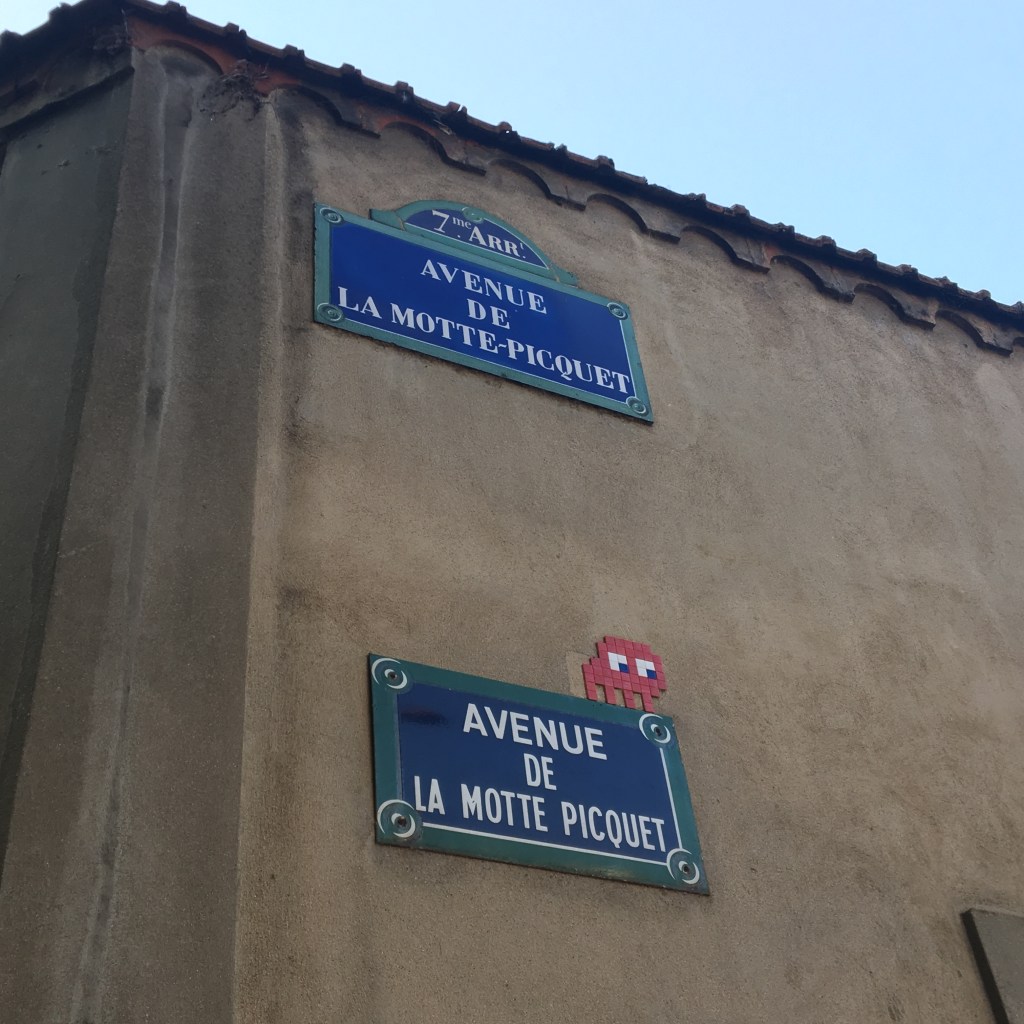 7me. ARRt.
AVENUE
DE
LA MOTTE-PICQUET
AVENUE
DE
LA MOTTE PICQUET